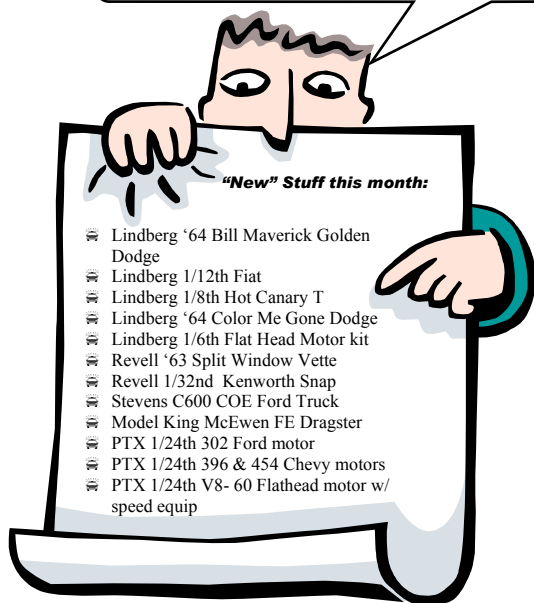 “New” Stuff this month:
Lindberg ‘64 Bill Maverick Golden
Dodge
Lindberg 1/12th Fiat
Lindberg 1/8th Hot Canary T
Lindberg ‘64 Color Me Gone Dodge
Lindberg 1/6th Flat Head Motor kit
Revell ‘63 Split Window Vette
Revell 1/32nd Kenworth Snap
Stevens C600 COE Ford Truck
Model King McEwen FE Dragster
PTX 1/24th 302 Ford motor
PTX 1/24th 396 & 454 Chevy motors
PTX 1/24th V8- 60 Flathead motor w/
speed equip